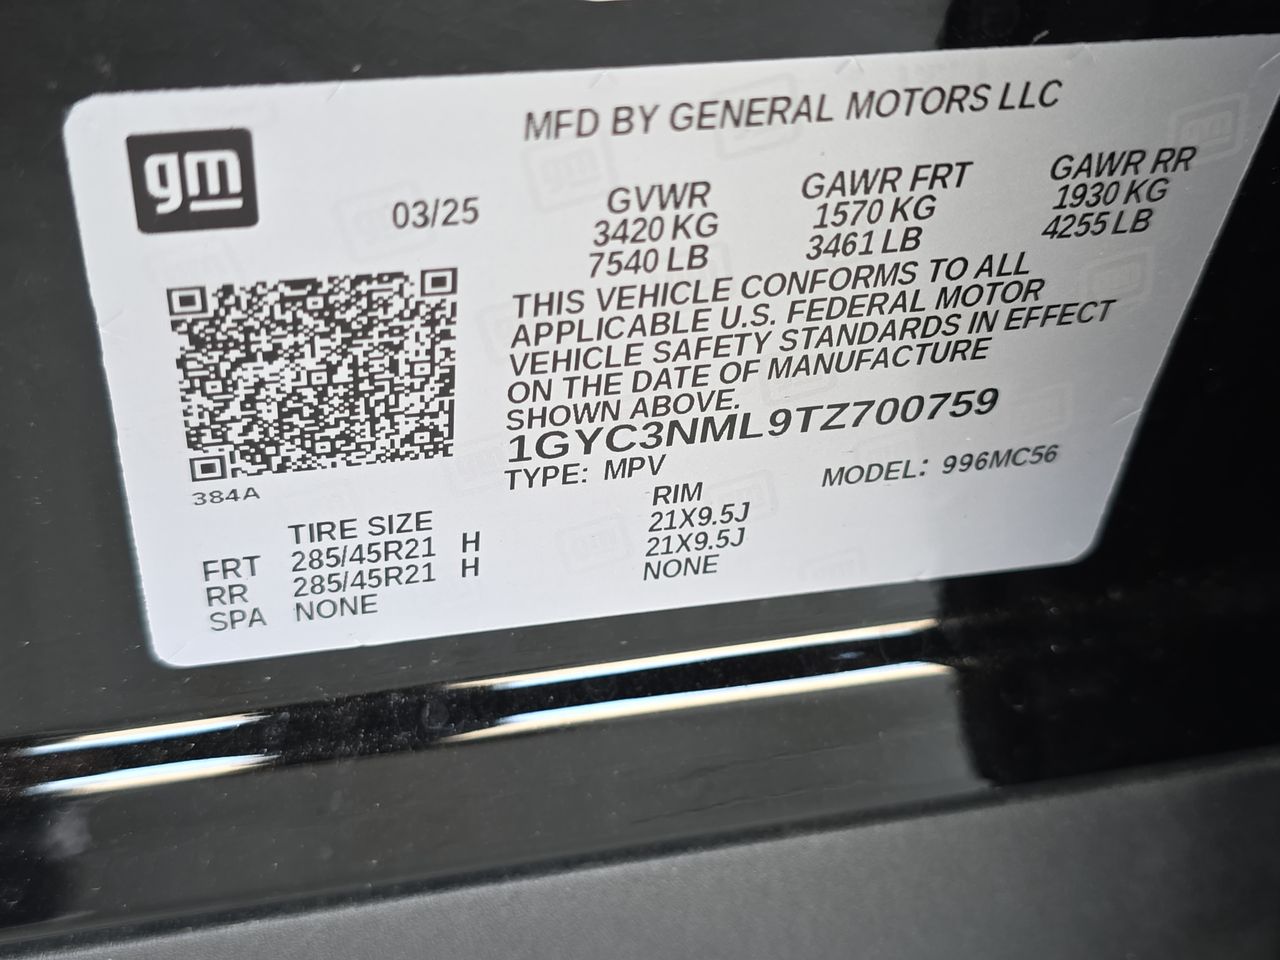 gm
MFD BY GENERAL MOTORS LLC
03/25
GVWR
3420 KG
7540 LB
GAWR FRT
1570 KG
3461 LB
GAWR RR
1930 KG
4255 LB
THIS VEHICLE CONFORMS TO ALL
APPLICABLE U.S. FEDERAL MOTOR
VEHICLE SAFETY STANDARDS IN EFFECT
ON THE DATE OF MANUFACTURE
SHOWN ABOVE.
1GYC3NML9TZ700759
TYPE: MPV
MODEL: 996MC56
384A
TIRE SIZE
RIM
FRT 285/45R21 H 21X9.5J
RR 285/45R21 H 21X9.5J
SPA NONE NONE